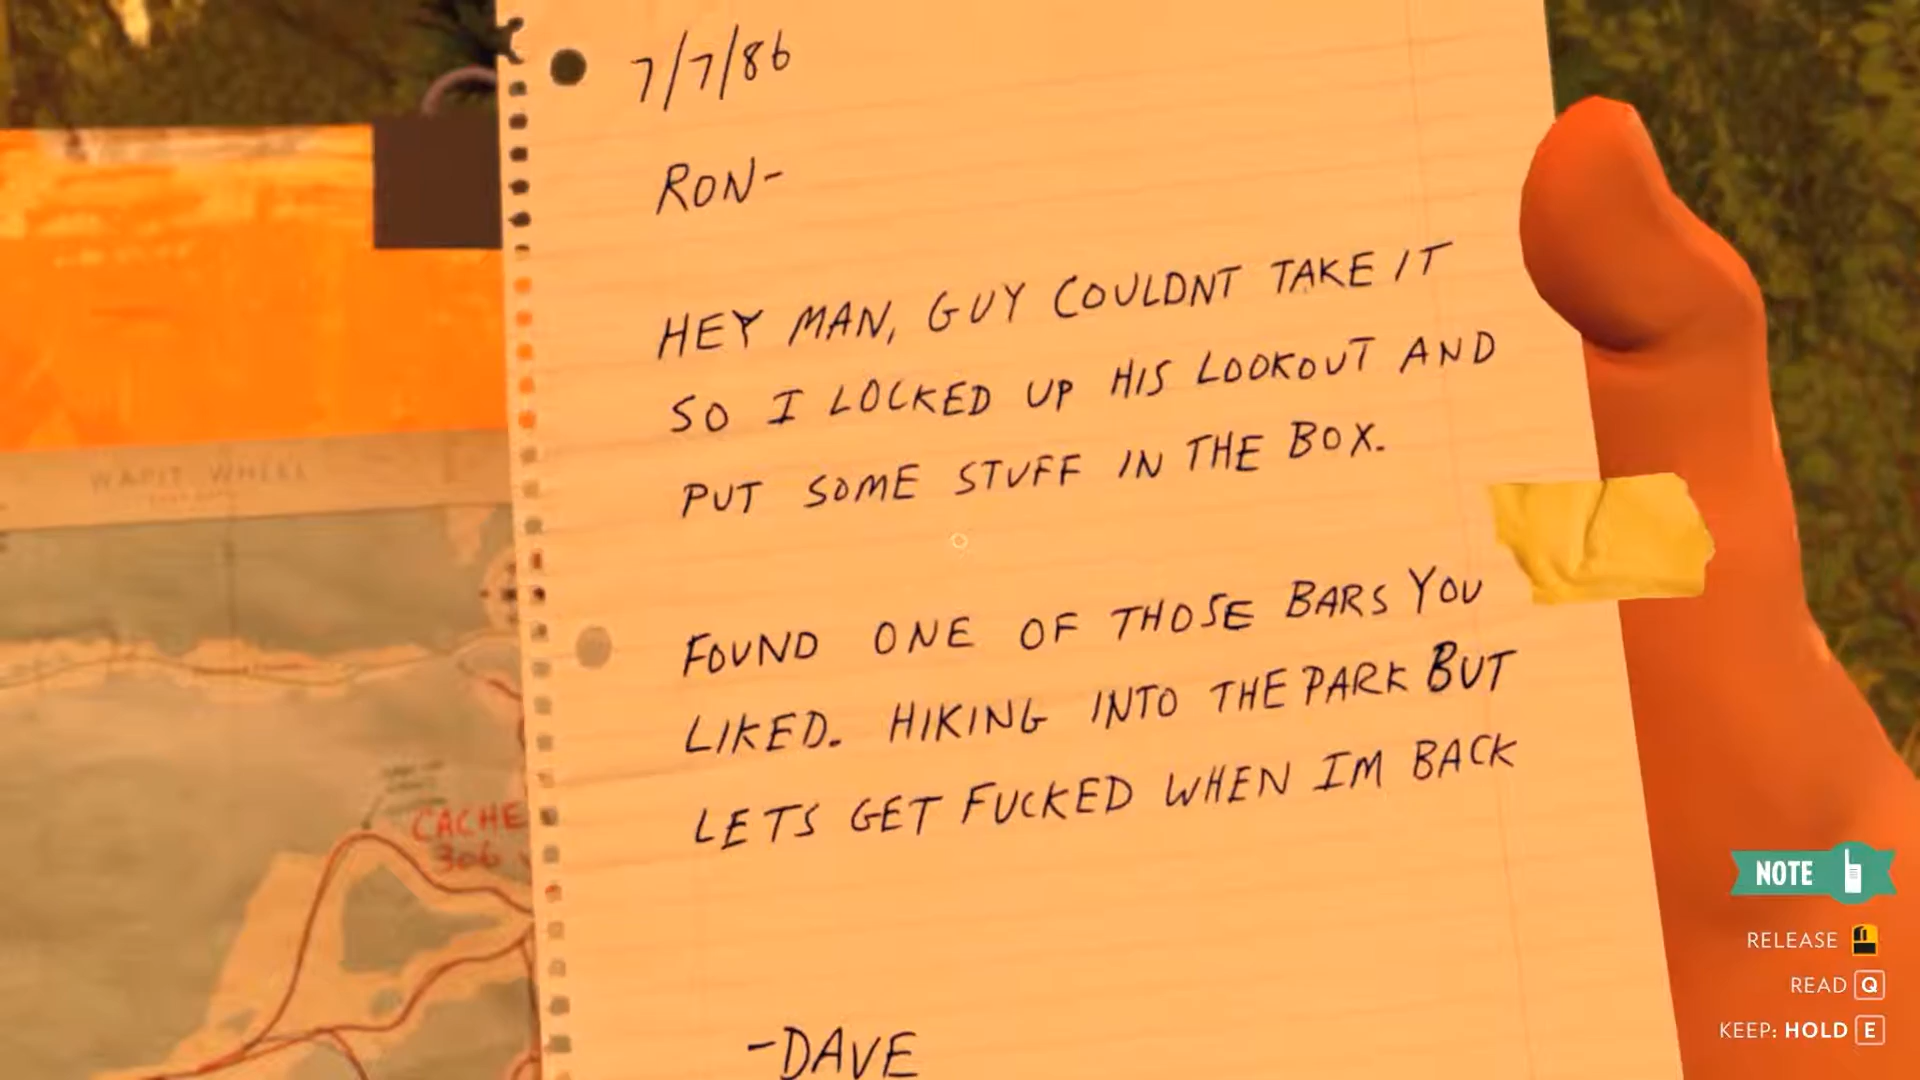 7/7/86
RON-
HEY MAN, GUY COULDNT TAKE IT
SO I LOCKED UP HIS LOOKOUT AND
PUT SOME STUFF IN THE BOX.
FOUND ONE OF THOSE BARS YOU
LIKED. HIKING INTO THE PARK BUT
LETS GET FUCKED WHEN IM BACK
-DAVE
WAPITI WHEEL
CACHE
306
NOTE
RELEASE
READ Q
KEEP: HOLD E